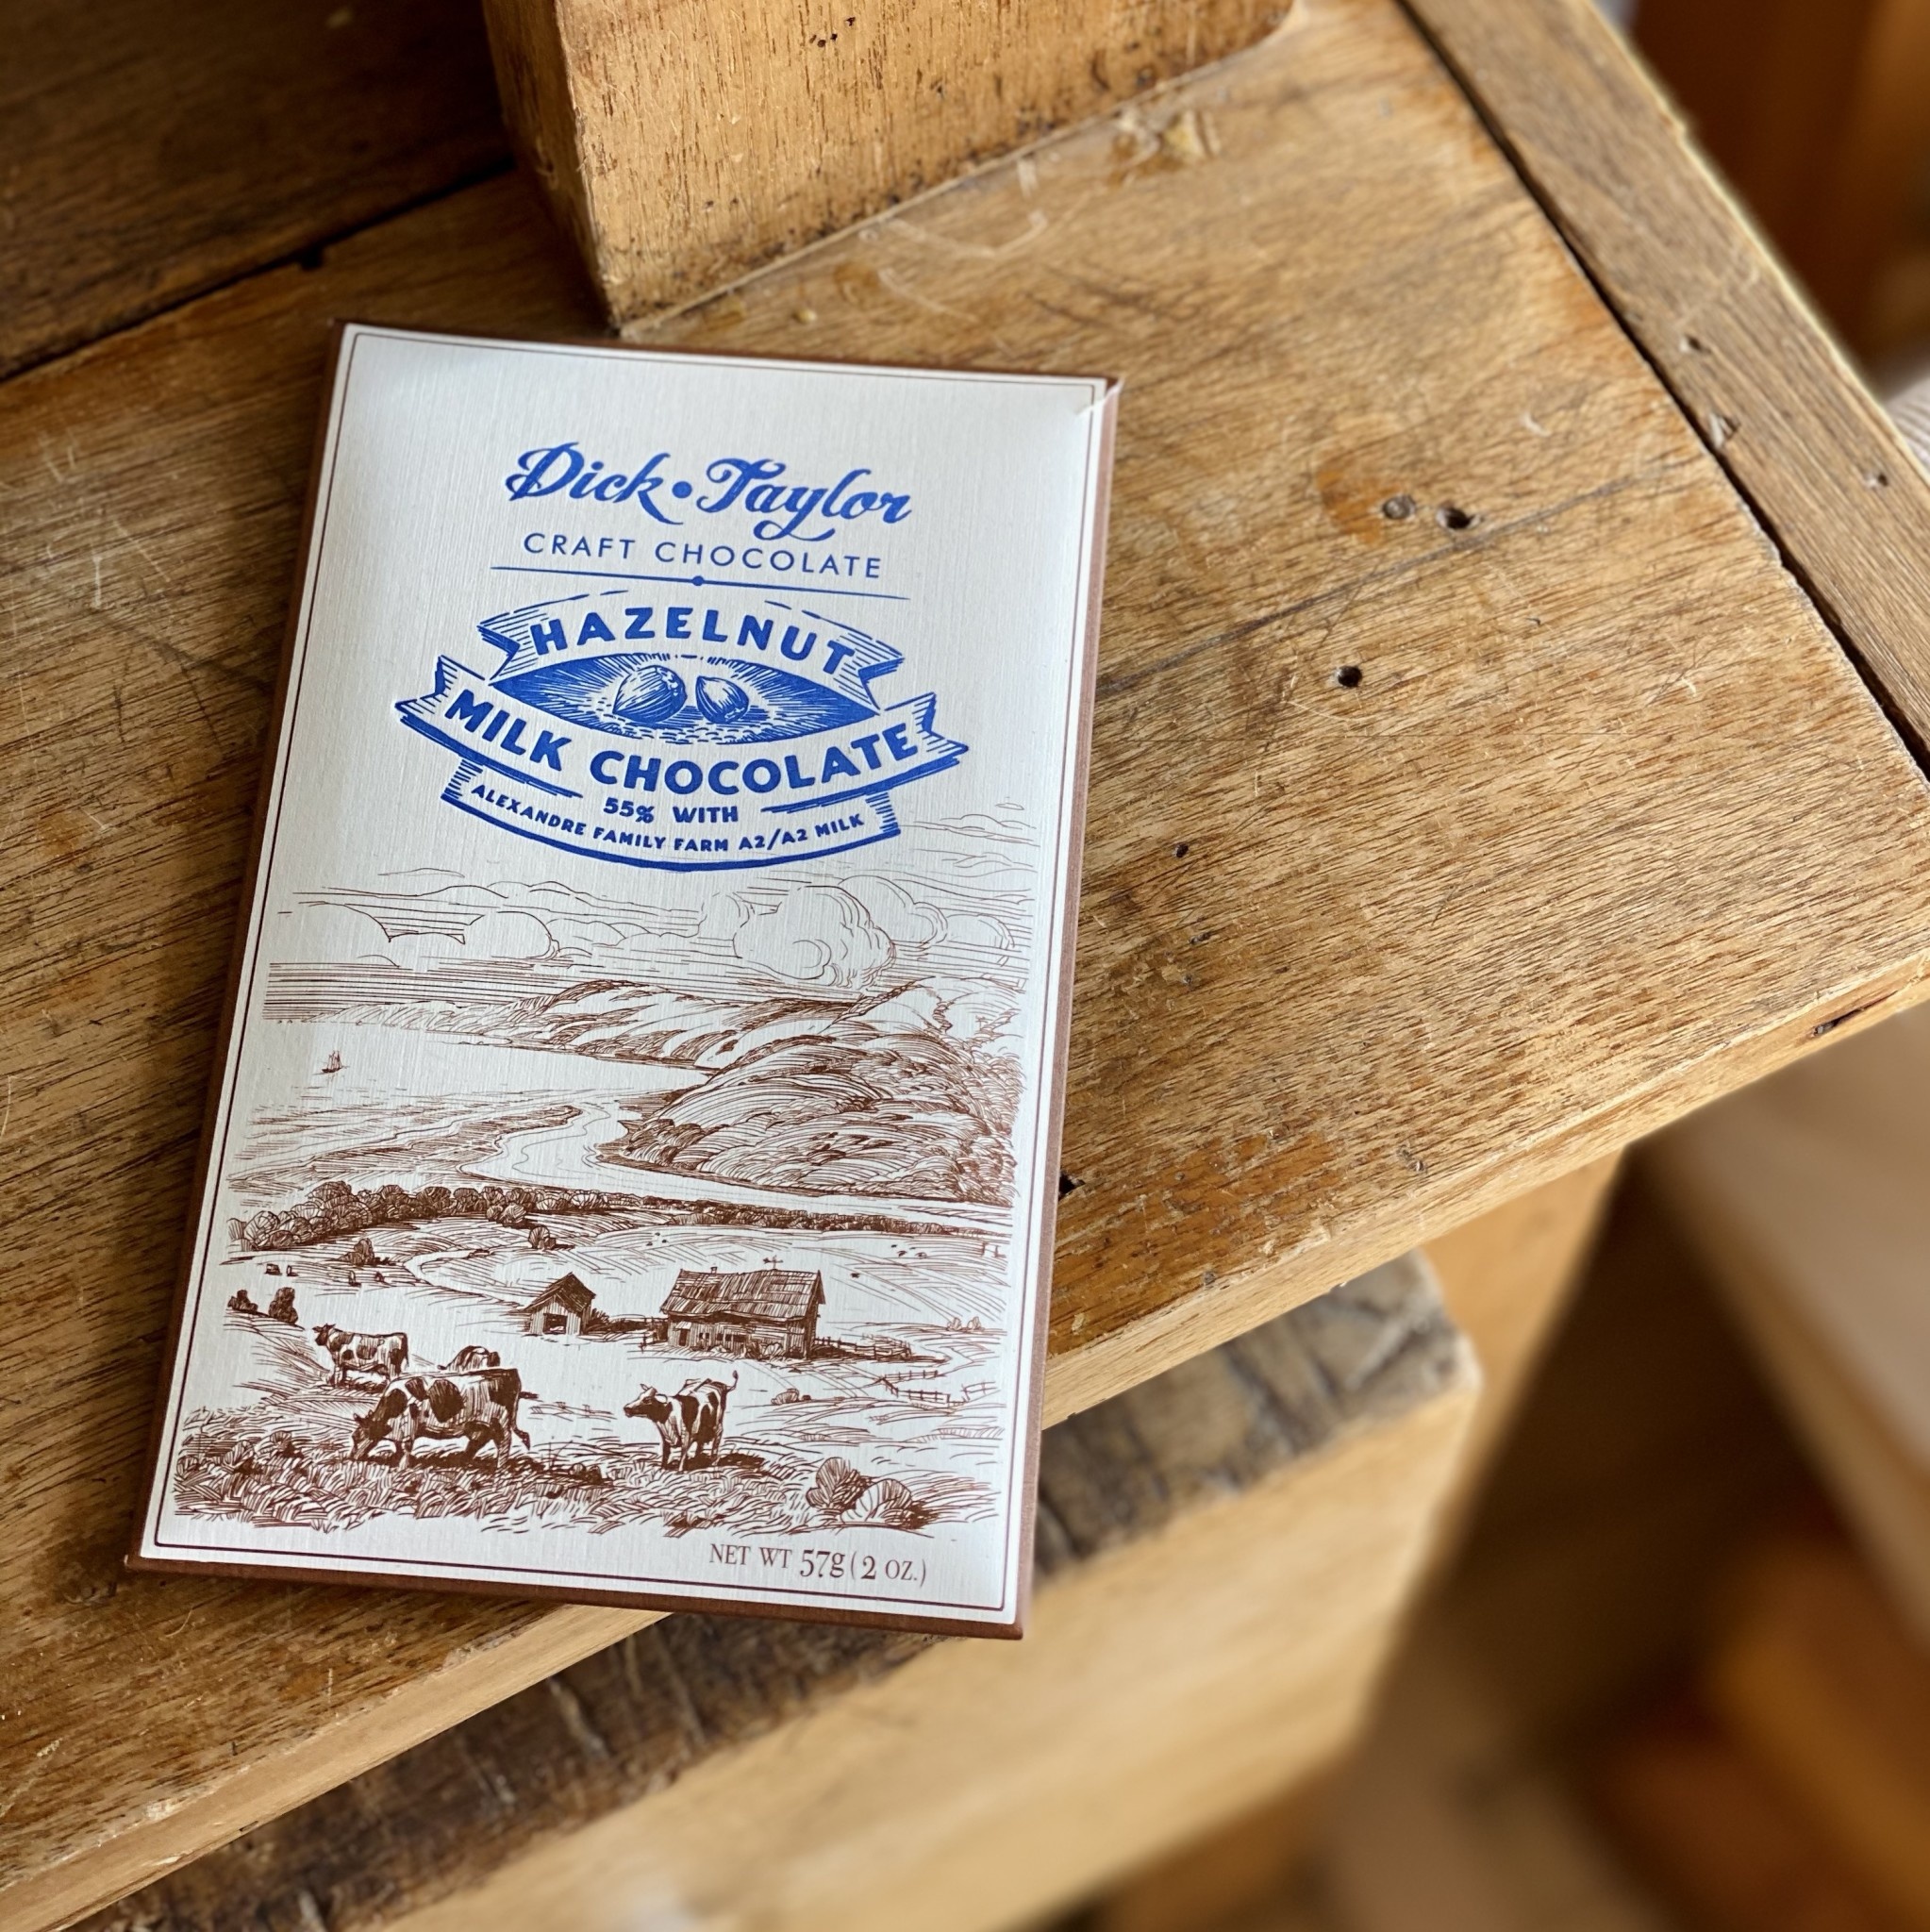 Dick • Taylor
CRAFT CHOCOLATE
HAZELNUT
MILK CHOCOLATE
55% WITH
ALEXANDRE FAMILY FARM A2/A2 MILK
NET WT 57g (2 OZ.)